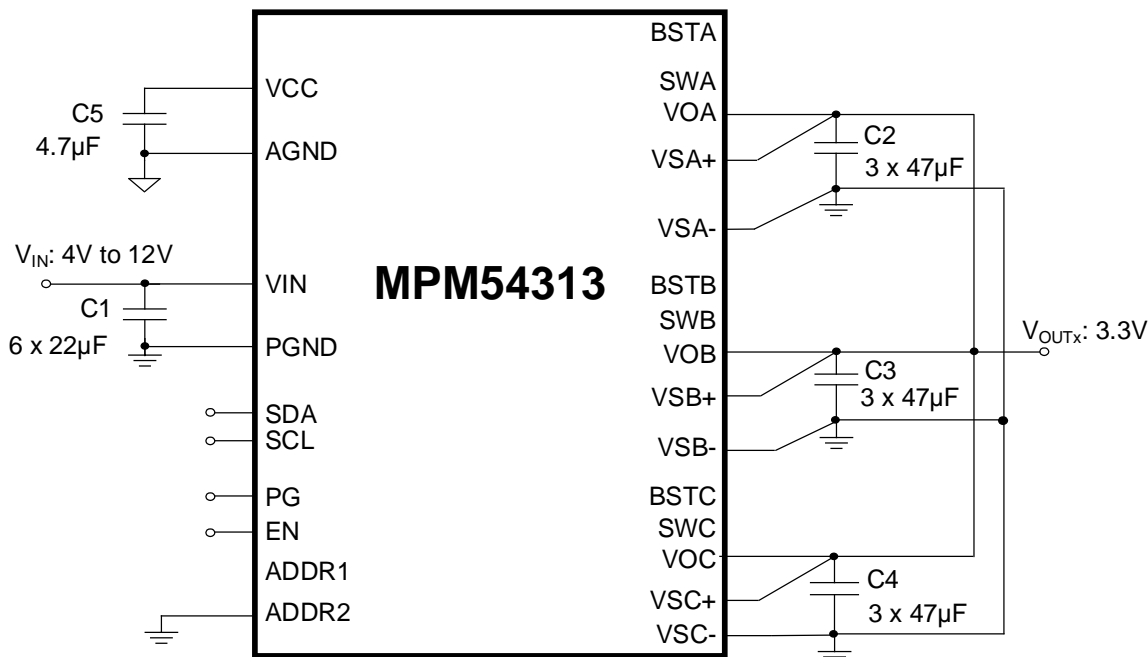 VCC
C5
4.7µF
AGND
V_IN: 4V to 12V
VIN
C1
6 x 22µF
PGND
SDA
SCL
PG
EN
ADDR1
ADDR2
MPM54313
BSTA
SWA
VOA
C2
3 x 47µF
VSA+
VSA-
BSTB
SWB
VOB
V_OUTx: 3.3V
C3
3 x 47µF
VSB+
VSB-
BSTC
SWC
VOC
C4
3 x 47µF
VSC+
VSC-